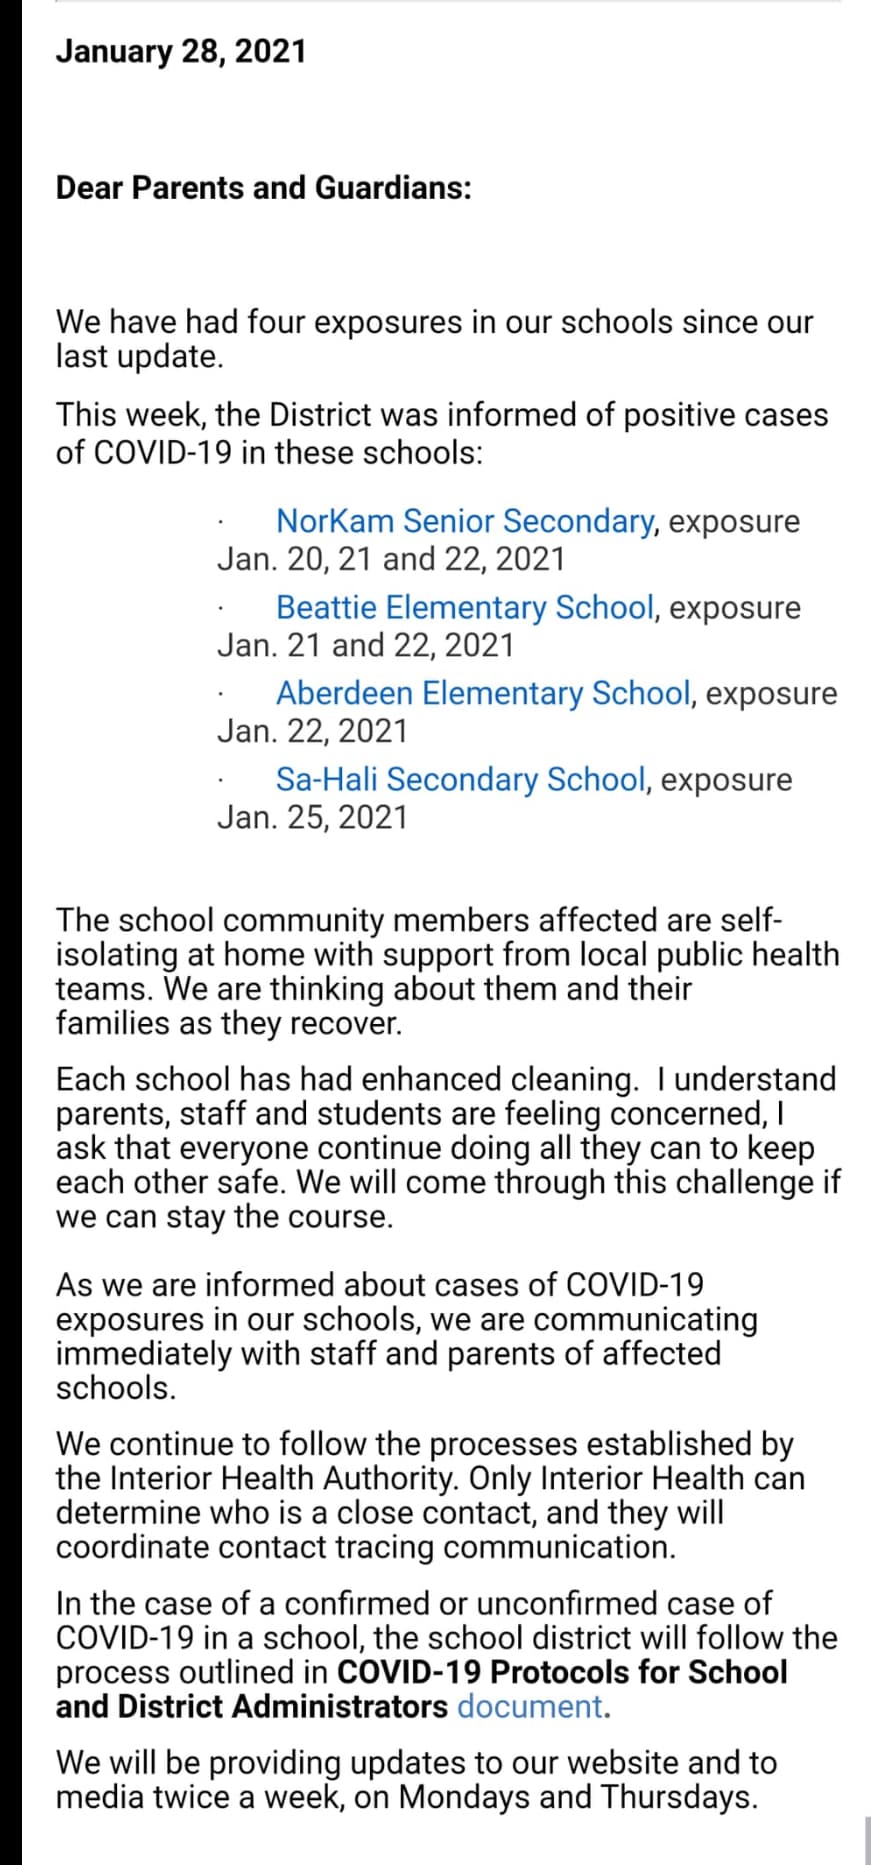 January 28, 2021
Dear Parents and Guardians:
We have had four exposures in our schools since our
last update.
This week, the District was informed of positive cases
of COVID-19 in these schools:
· NorKam Senior Secondary, exposure
Jan. 20, 21 and 22, 2021
· Beattie Elementary School, exposure
Jan. 21 and 22, 2021
· Aberdeen Elementary School, exposure
Jan. 22, 2021
· Sa-Hali Secondary School, exposure
Jan. 25, 2021
The school community members affected are self-
isolating at home with support from local public health
teams. We are thinking about them and their
families as they recover.
Each school has had enhanced cleaning.  I understand
parents, staff and students are feeling concerned, I
ask that everyone continue doing all they can to keep
each other safe. We will come through this challenge if
we can stay the course.
As we are informed about cases of COVID-19
exposures in our schools, we are communicating
immediately with staff and parents of affected
schools.
We continue to follow the processes established by
the Interior Health Authority. Only Interior Health can
determine who is a close contact, and they will
coordinate contact tracing communication.
In the case of a confirmed or unconfirmed case of
COVID-19 in a school, the school district will follow the
process outlined in COVID-19 Protocols for School
and District Administrators document.
We will be providing updates to our website and to
media twice a week, on Mondays and Thursdays.